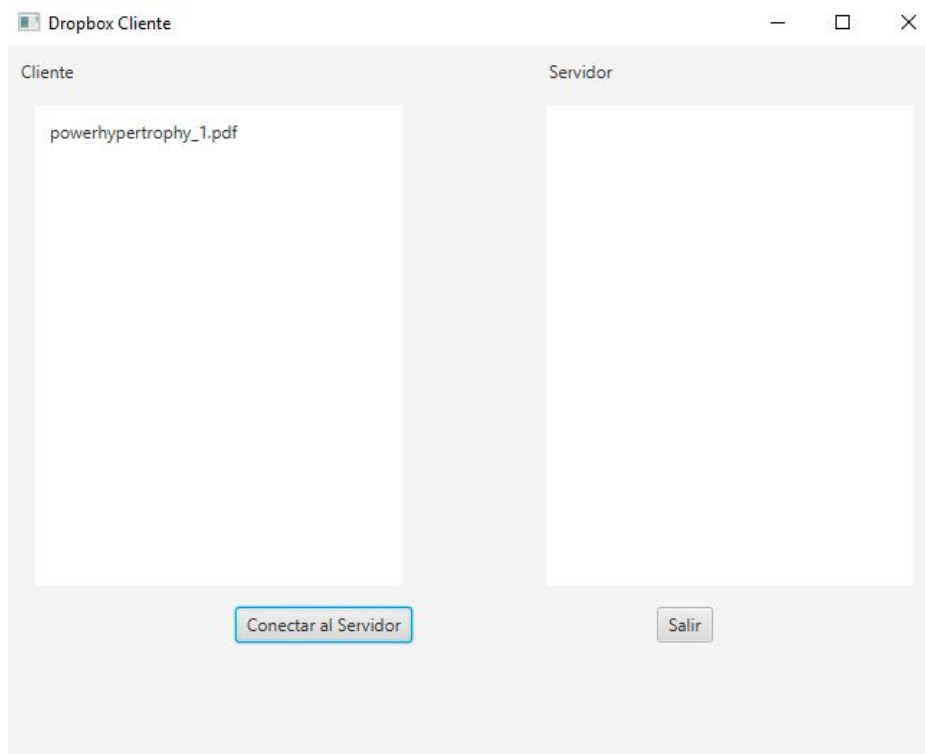 Dropbox Cliente
Cliente
Servidor
powerhypertrophy_1.pdf
Conectar al Servidor
Salir